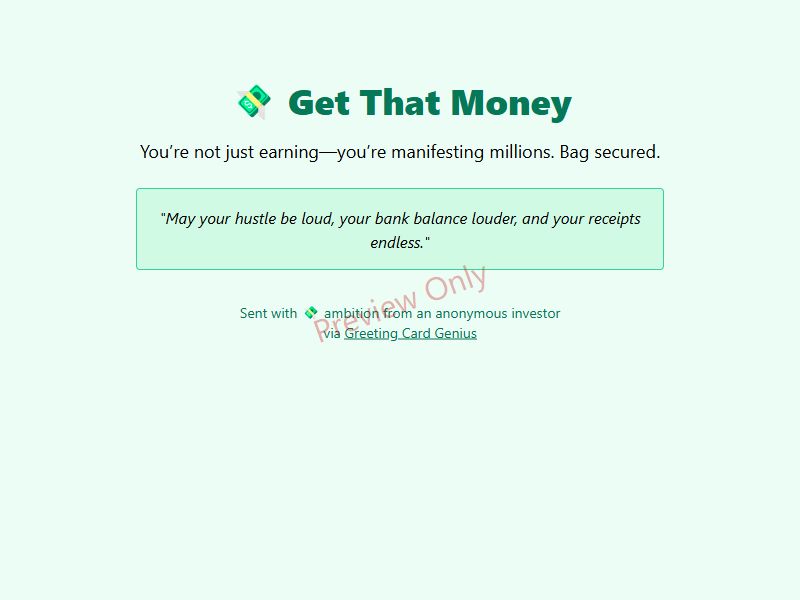 💸 Get That Money
You’re not just earning—you’re manifesting millions. Bag secured.
"May your hustle be loud, your bank balance louder, and your receipts
endless."
Preview Only
Sent with 💸 ambition from an anonymous investor
via Greeting Card Genius